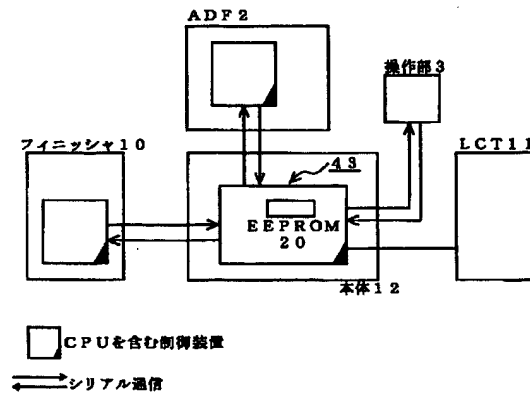 ADF2
操作部3
フィニッシャ10
LCT11
43
EEPROM
20
本体12
CPUを含む制御装置
シリアル通信